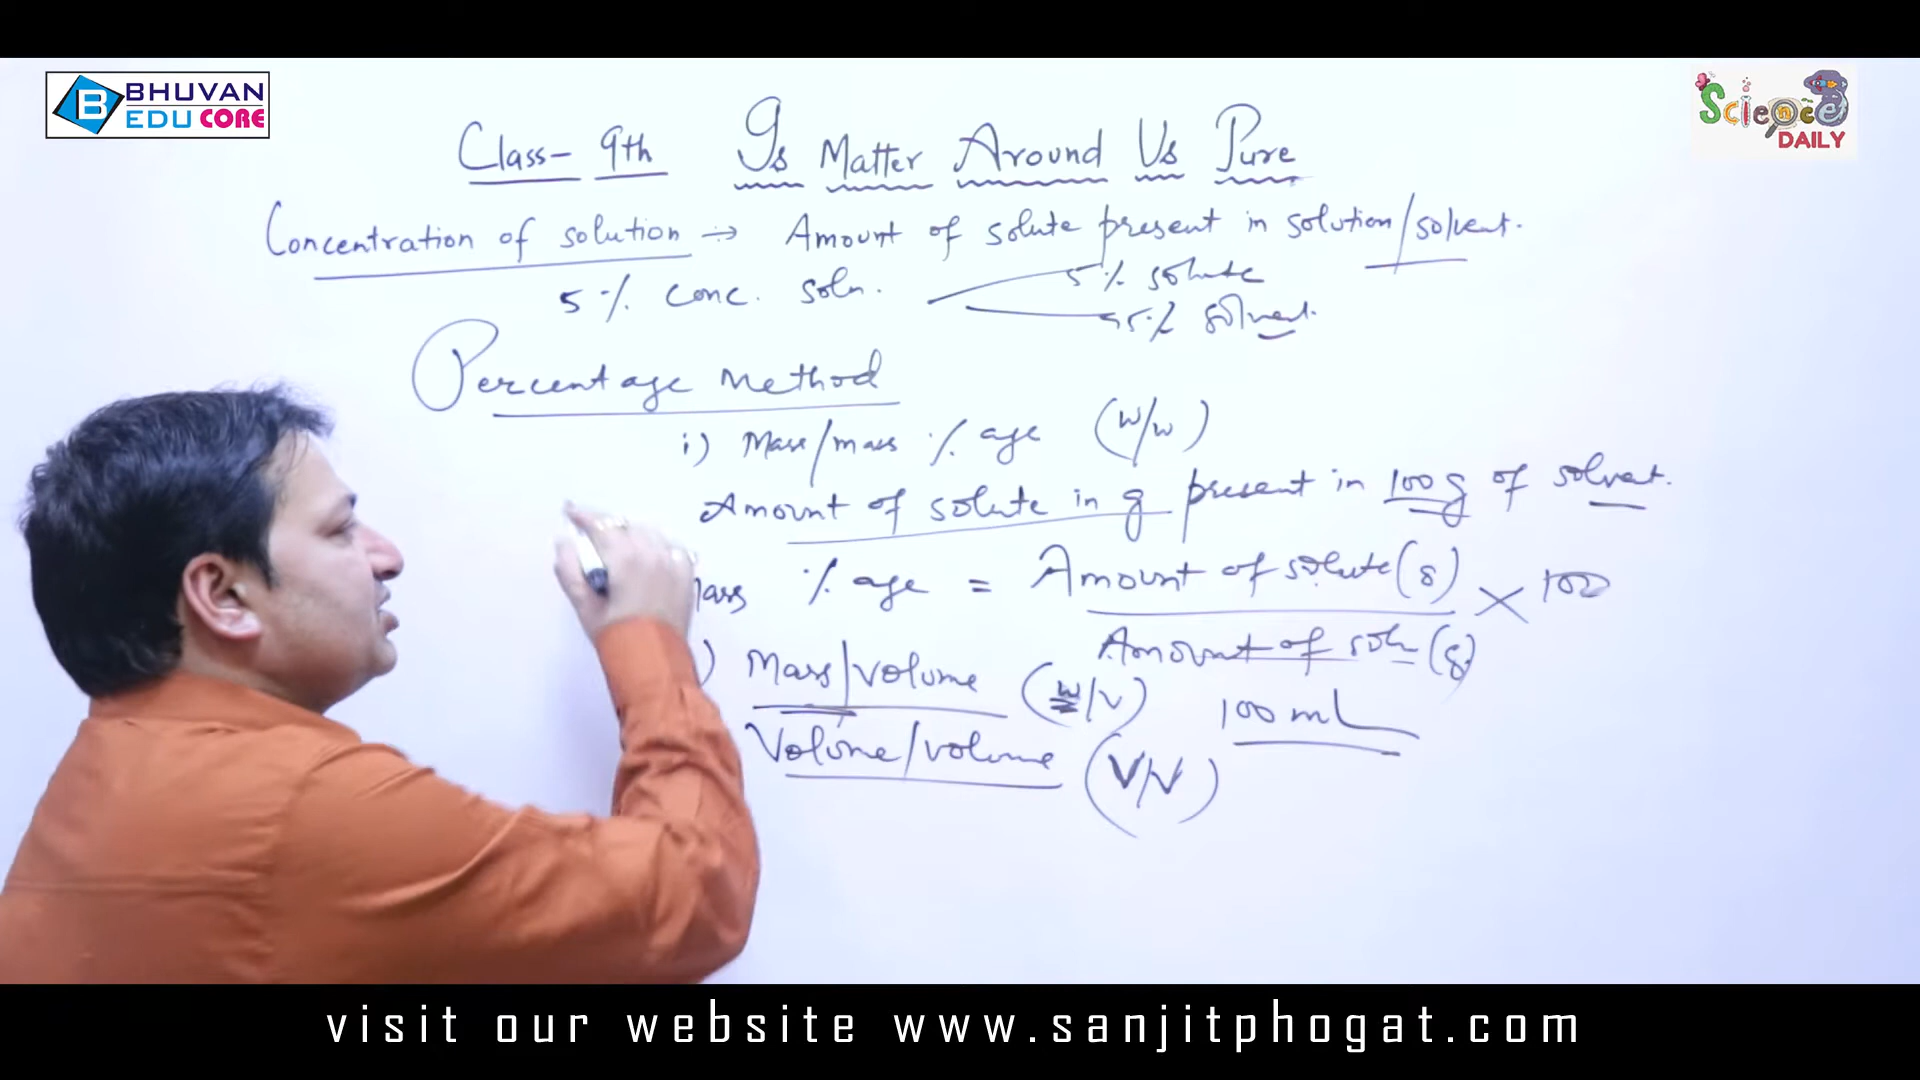 BHUVAN
EDU CORE
Science
DAILY
Class- 9th Is Matter Around Us Pure
Concentration of solution → Amount of solute present in solution/solvent.
5 % conc. soln.
5 % solute
95 % solvent.
Percentage Method
i) Mass/mass % age (w/w)
Amount of solute in g present in 100 g of solvent.
Mass % age = Amount of solute (g) × 100
Amount of soln (g)
) Mass/volume (w/v) 100 mL
Volume/volume (V/V)
visit our website www.sanjitphogat.com